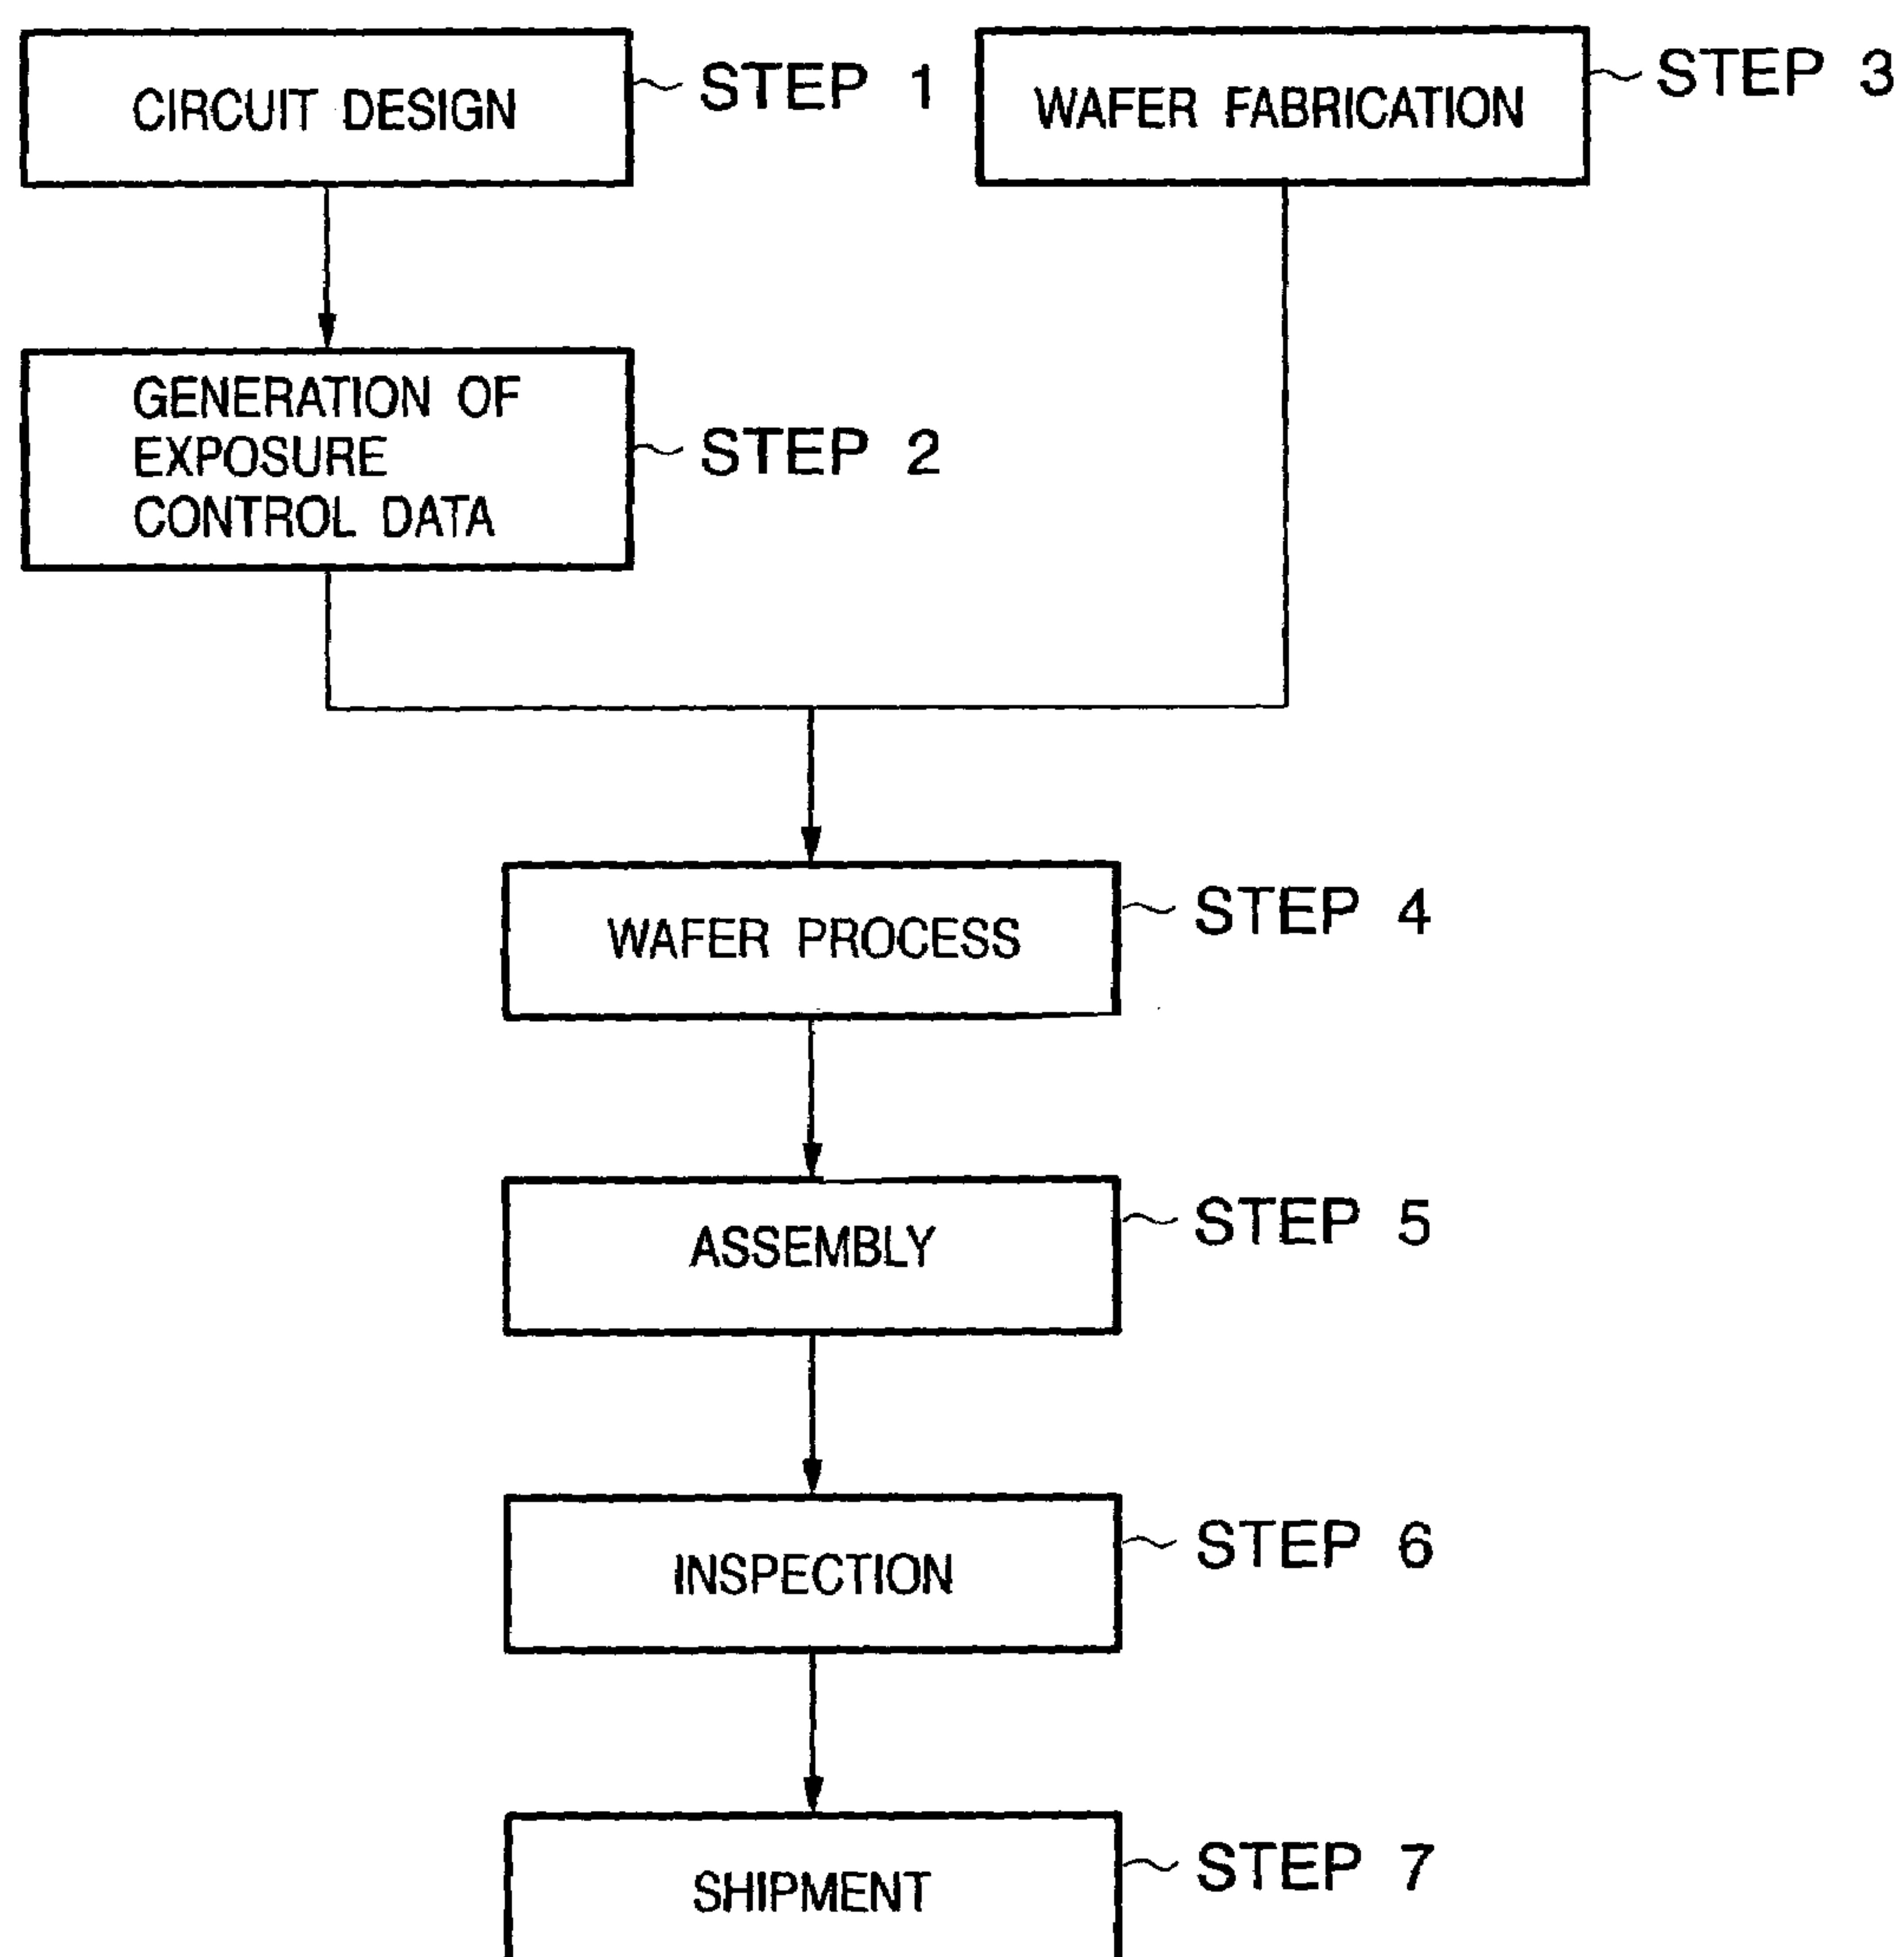 CIRCUIT DESIGN
STEP 1
WAFER FABRICATION
STEP 3
GENERATION OF
EXPOSURE
CONTROL DATA
STEP 2
WAFER PROCESS
STEP 4
ASSEMBLY
STEP 5
INSPECTION
STEP 6
SHIPMENT
STEP 7